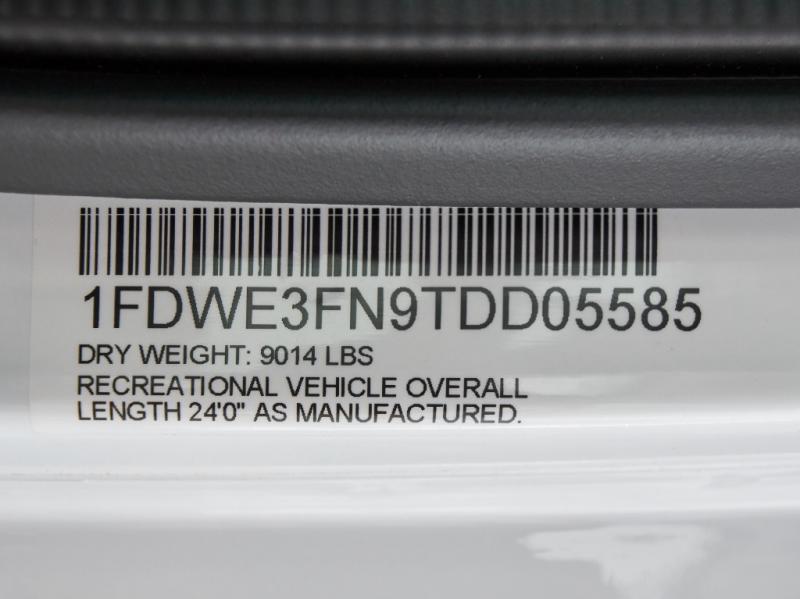 1FDWE3FN9TDD05585
DRY WEIGHT: 9014 LBS
RECREATIONAL VEHICLE OVERALL
LENGTH 24'0" AS MANUFACTURED.